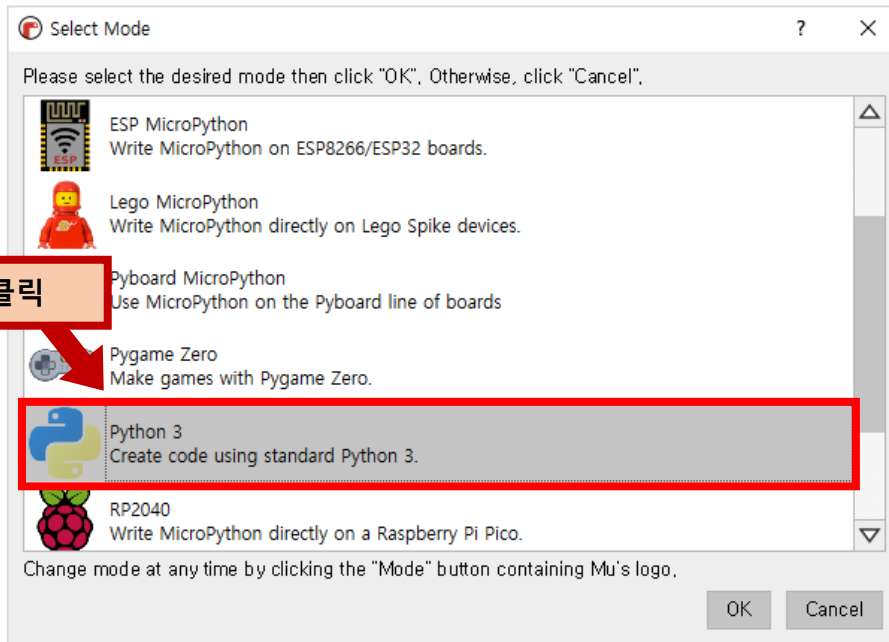 Select Mode
?
Please select the desired mode then click "OK", Otherwise, click "Cancel",
ESP
ESP MicroPython
Write MicroPython on ESP8266/ESP32 boards.
Lego MicroPython
Write MicroPython directly on Lego Spike devices.
클릭
Pyboard MicroPython
Use MicroPython on the Pyboard line of boards
Pygame Zero
Make games with Pygame Zero.
Python 3
Create code using standard Python 3.
RP2040
Write MicroPython directly on a Raspberry Pi Pico.
Change mode at any time by clicking the "Mode" button containing Mu's logo,
OK
Cancel